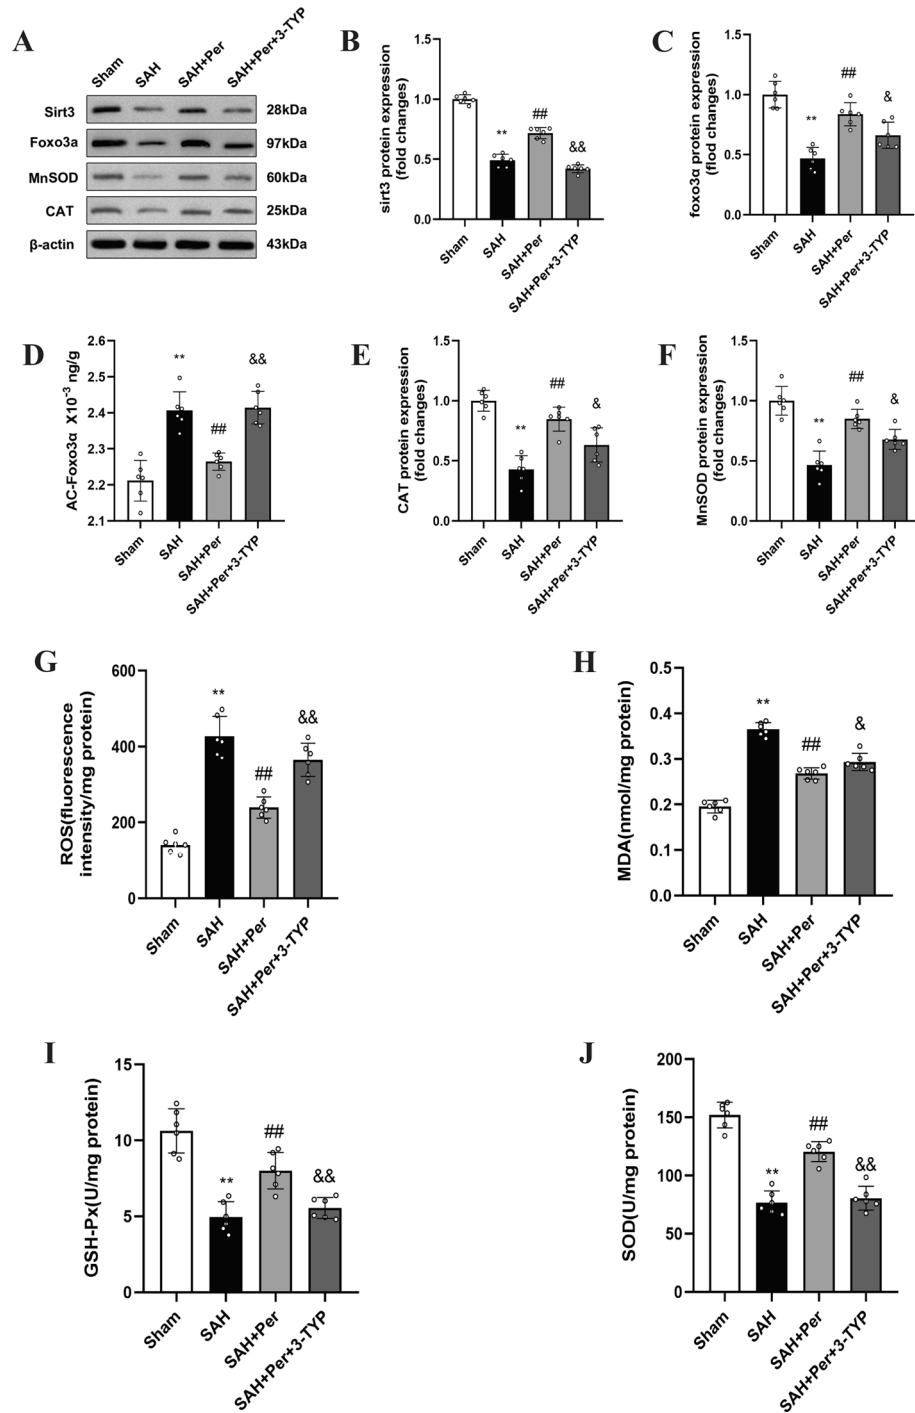 A
Sham
SAH
SAH+Per
SAH+Per+3-TYP
Sirt3
28kDa
Foxo3a
97kDa
MnSOD
60kDa
CAT
25kDa
β-actin
43kDa
B
sirt3 protein expression
(fold changes)
1.5
1.0
0.5
0.0
**
##
&&
Sham
SAH
SAH+Per
SAH+Per+3-TYP
C
foxo3α protein expression
(flod changes)
1.5
1.0
0.5
0.0
**
##
&
Sham
SAH
SAH+Per
SAH+Per+3-TYP
D
AC-Foxo3α X10⁻³ ng/g
2.6
2.5
2.4
2.3
2.2
2.1
**
##
&&
Sham
SAH
SAH+Per
SAH+Per+3-TYP
E
CAT protein expression
(fold changes)
1.5
1.0
0.5
0.0
**
##
&
Sham
SAH
SAH+Per
SAH+Per+3-TYP
F
MnSOD protein expression
(fold changes)
1.5
1.0
0.5
0.0
**
##
&
Sham
SAH
SAH+Per
SAH+Per+3-TYP
G
ROS(fluorescence
intensity/mg protein)
600
400
200
0
**
##
&&
Sham
SAH
SAH+Per
SAH+Per+3-TYP
H
MDA(nmol/mg protein)
0.5
0.4
0.3
0.2
0.1
0.0
**
##
&
Sham
SAH
SAH+Per
SAH+Per+3-TYP
I
GSH-Px(U/mg protein)
15
10
5
0
**
##
&&
Sham
SAH
SAH+Per
SAH+Per+3-TYP
J
SOD(U/mg protein)
200
150
100
50
0
**
##
&&
Sham
SAH
SAH+Per
SAH+Per+3-TYP